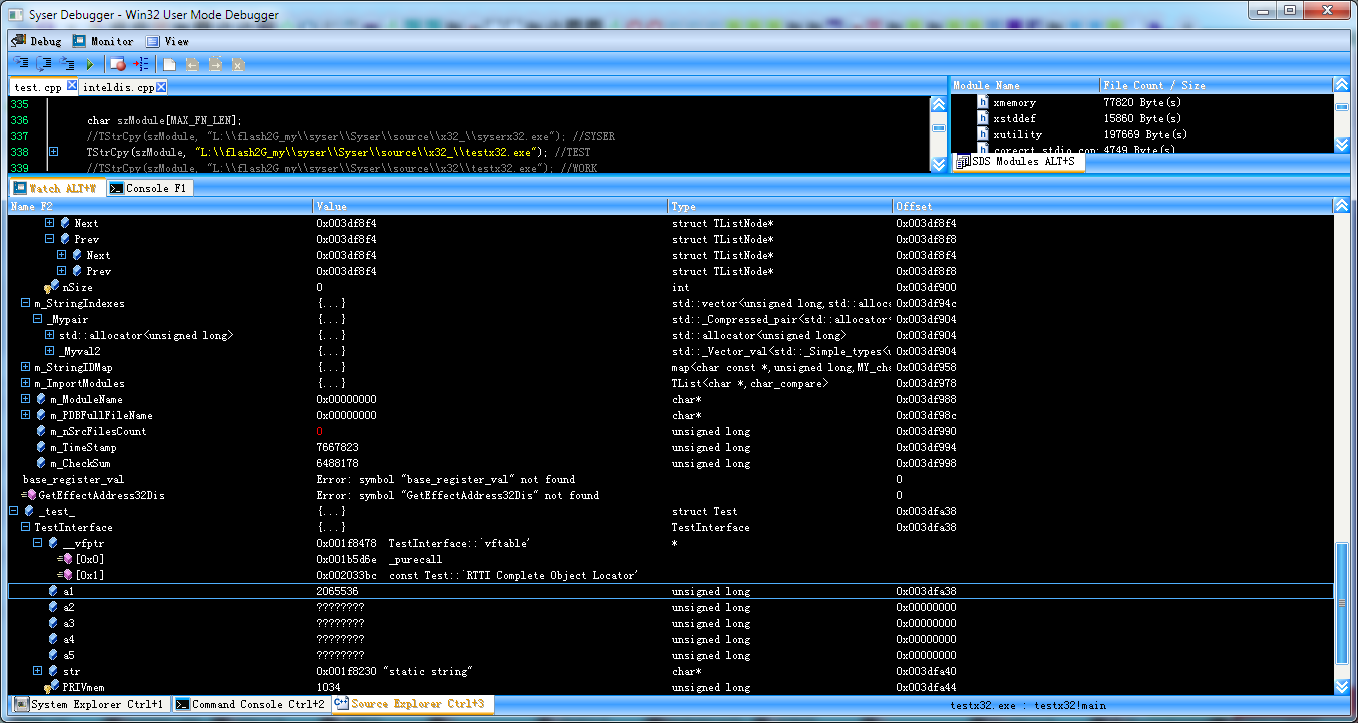 Syser Debugger - Win32 User Mode Debugger
Debug Monitor View
test.cpp inteldis.cpp
335
336 char szModule[MAX_FN_LEN];
337 //TStrCpy(szModule, "L:\\flash2G_my\\syser\\Syser\\source\\x32_\\syserx32.exe"); //SYSER
338 TStrCpy(szModule, "L:\\flash2G_my\\syser\\Syser\\source\\x32_\\testx32.exe"); //TEST
339 //TStrCpy(szModule, "L:\\flash2G_my\\syser\\Syser\\source\\x32\\testx32.exe"); //WORK
Module Name File Count / Size
xmemory 77820 Byte(s)
xstddef 15860 Byte(s)
xutility 197669 Byte(s)
corecrt_stdio_con 4749 Byte(s)
SDS Modules ALT+S
Watch ALT+W Console F1
Name F2 Value Type Offset
Next 0x003df8f4 struct TListNode* 0x003df8f4
Prev 0x003df8f4 struct TListNode* 0x003df8f8
Next 0x003df8f4 struct TListNode* 0x003df8f4
Prev 0x003df8f4 struct TListNode* 0x003df8f8
nSize 0 int 0x003df900
m_StringIndexes {...} std::vector<unsigned long,std::alloc 0x003df94c
_Mypair {...} std::_Compressed_pair<std::allocator< 0x003df904
std::allocator<unsigned long> {...} std::allocator<unsigned long> 0x003df904
_Myval2 {...} std::_Vector_val<std::_Simple_types<u 0x003df904
m_StringIDMap {...} map<char const *,unsigned long,MY_cha 0x003df958
m_ImportModules {...} TList<char *,char_compare> 0x003df978
m_ModuleName 0x00000000 char* 0x003df988
m_PDBFullFileName 0x00000000 char* 0x003df98c
m_nSrcFilesCount 0 unsigned long 0x003df990
m_TimeStamp 7667823 unsigned long 0x003df994
m_CheckSum 6488178 unsigned long 0x003df998
base_register_val Error: symbol "base_register_val" not found 0
GetEffectAddress32Dis Error: symbol "GetEffectAddress32Dis" not found 0
_test_ {...} struct Test 0x003dfa38
TestInterface {...} TestInterface 0x003dfa38
__vfptr 0x001f8478 TestInterface::`vftable' *
[0x0] 0x001b5d6e _purecall
[0x1] 0x002033bc const Test::`RTTI Complete Object Locator'
a1 2065536 unsigned long 0x003dfa38
a2 ???????? unsigned long 0x00000000
a3 ???????? unsigned long 0x00000000
a4 ???????? unsigned long 0x00000000
a5 ???????? unsigned long 0x00000000
str 0x001f8230 "static string" char* 0x003dfa40
PRIVmem 1034 unsigned long 0x003dfa44
System Explorer Ctrl+1 Command Console Ctrl+2 Source Explorer Ctrl+3 testx32.exe : testx32!main